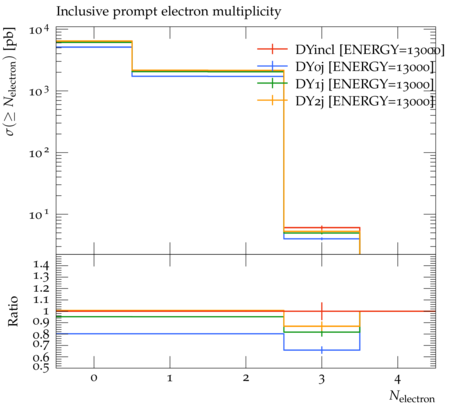 Inclusive prompt electron multiplicity
σ(≥ N_electron) [pb]
10^4
10^3
10^2
10^1
DYincl [ENERGY=13000]
DY0j [ENERGY=13000]
DY1j [ENERGY=13000]
DY2j [ENERGY=13000]
Ratio
1.4
1.3
1.2
1.1
1
0.9
0.8
0.7
0.6
0.5
0 1 2 3 4
N_electron